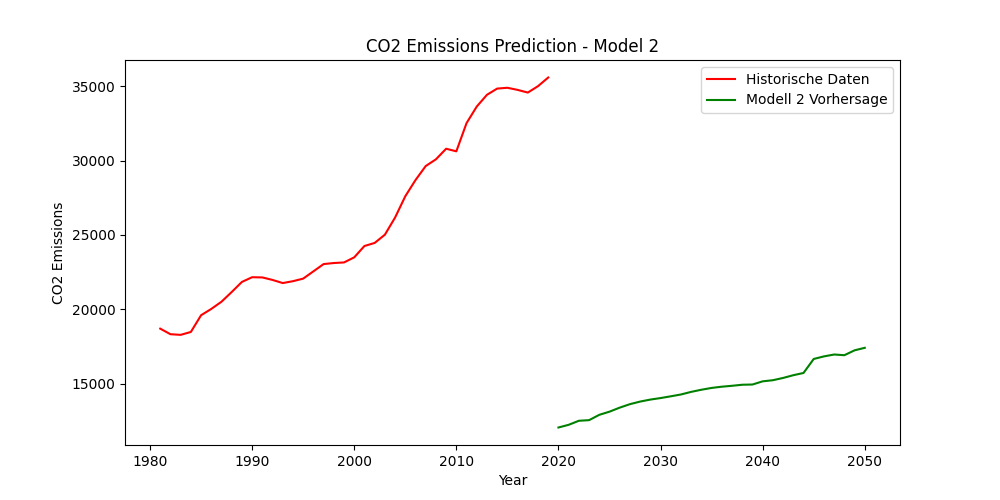 CO2 Emissions Prediction - Model 2
Historische Daten
Modell 2 Vorhersage
CO2 Emissions
35000
30000
25000
20000
15000
1980 1990 2000 2010 2020 2030 2040 2050
Year